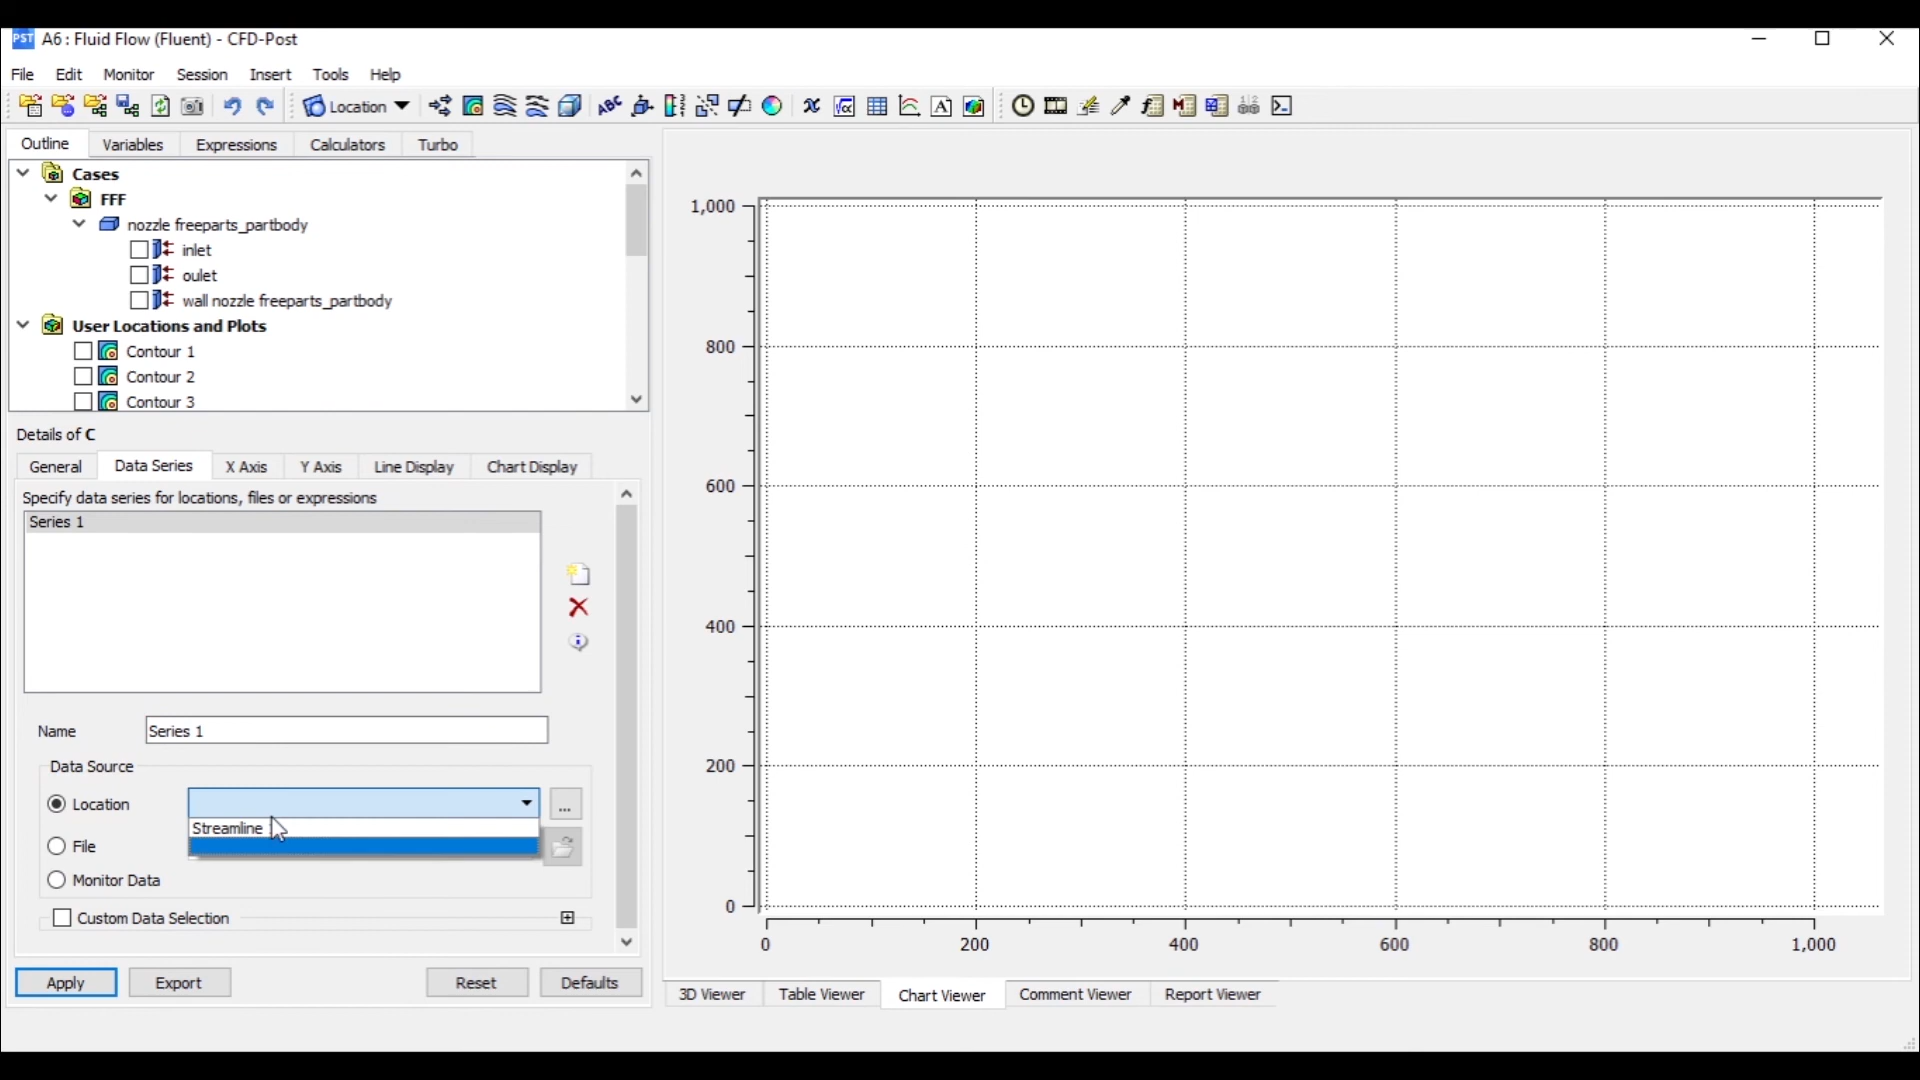 PST A6 : Fluid Flow (Fluent) - CFD-Post
File Edit Monitor Session Insert Tools Help
Location
Outline Variables Expressions Calculators Turbo
Cases
FFF
nozzle freeparts_partbody
inlet
oulet
wall nozzle freeparts_partbody
User Locations and Plots
Contour 1
Contour 2
Contour 3
Details of C
General Data Series X Axis Y Axis Line Display Chart Display
Specify data series for locations, files or expressions
Series 1
Name Series 1
Data Source
Location ...
Streamline
File
Monitor Data
Custom Data Selection
Apply Export Reset Defaults
1,000
800
600
400
200
0
0 200 400 600 800 1,000
3D Viewer Table Viewer Chart Viewer Comment Viewer Report Viewer